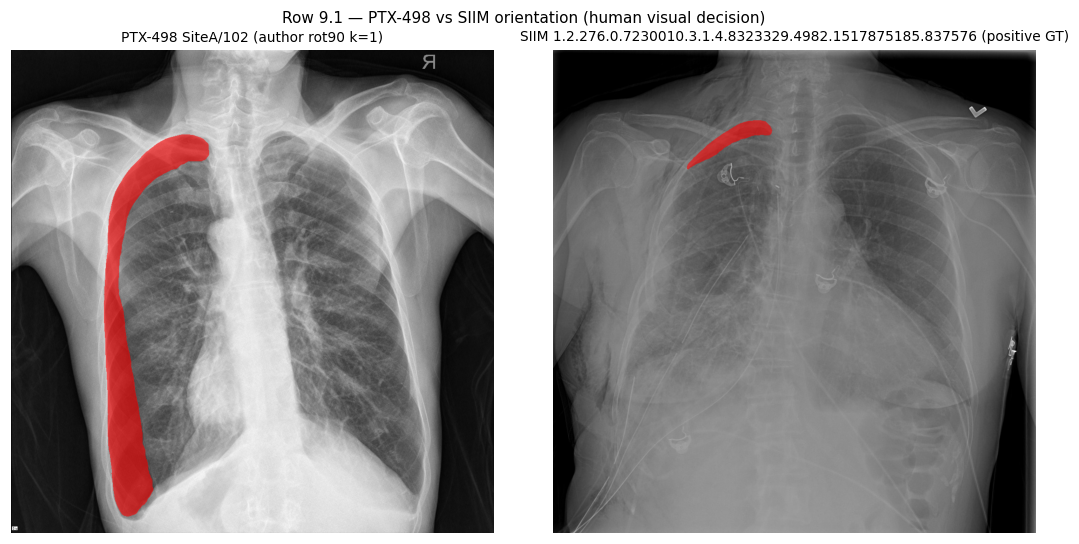 Row 9.1 — PTX-498 vs SIIM orientation (human visual decision)
PTX-498 SiteA/102 (author rot90 k=1)
SIIM 1.2.276.0.7230010.3.1.4.8323329.4982.1517875185.837576 (positive GT)
Я
L